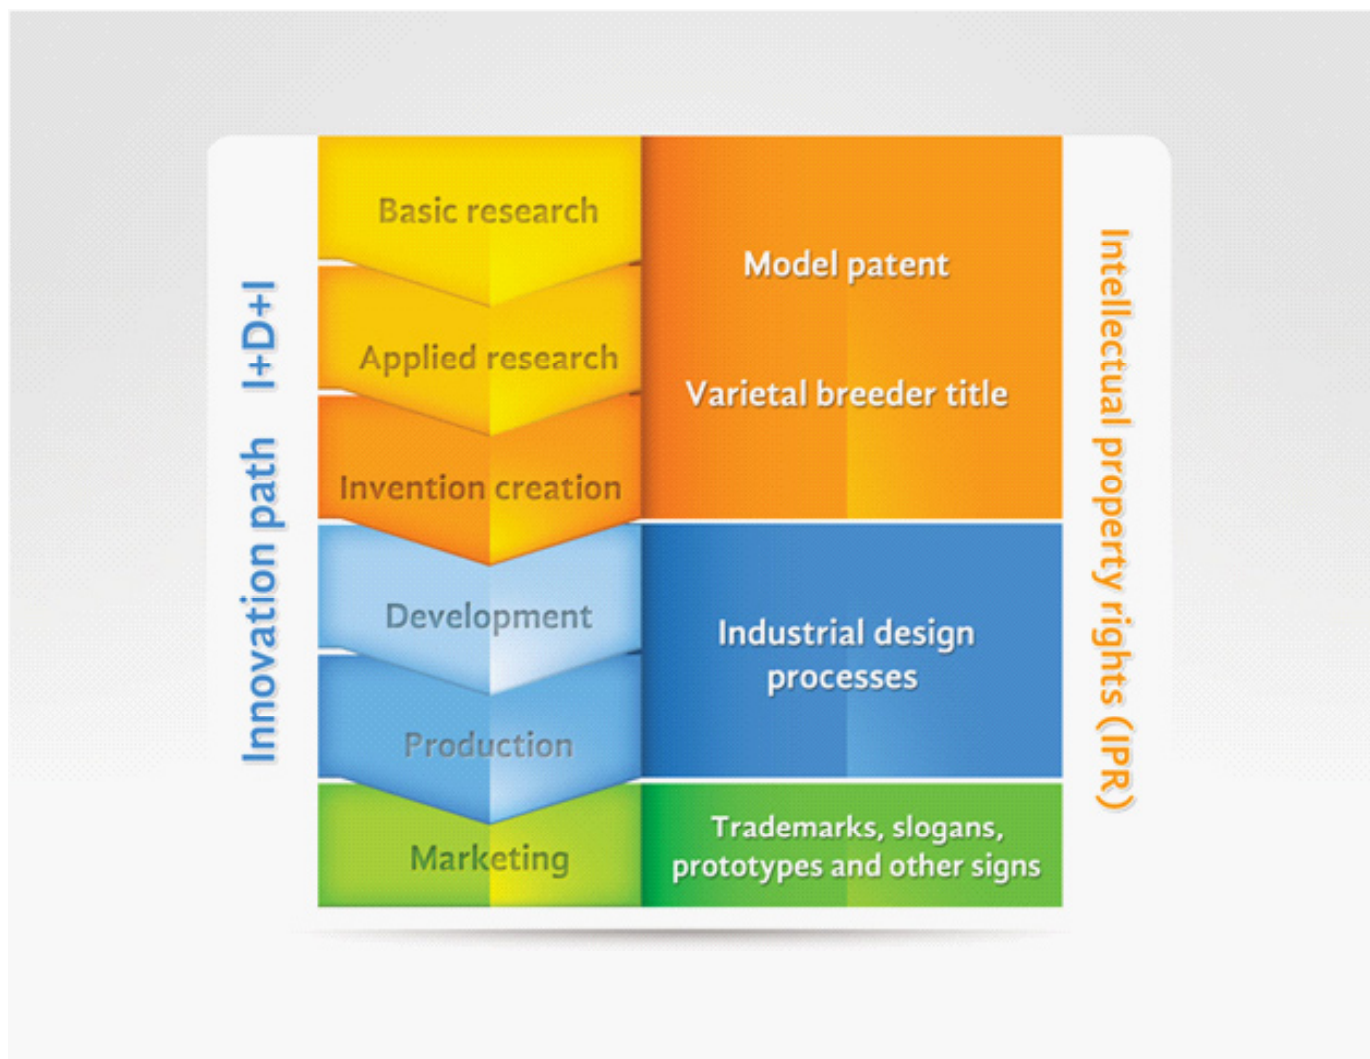 Innovation path I+D+I
Basic research
Applied research
Invention creation
Development
Production
Marketing
Model patent
Varietal breeder title
Industrial design
processes
Trademarks, slogans,
prototypes and other signs
Intellectual property rights (IPR)